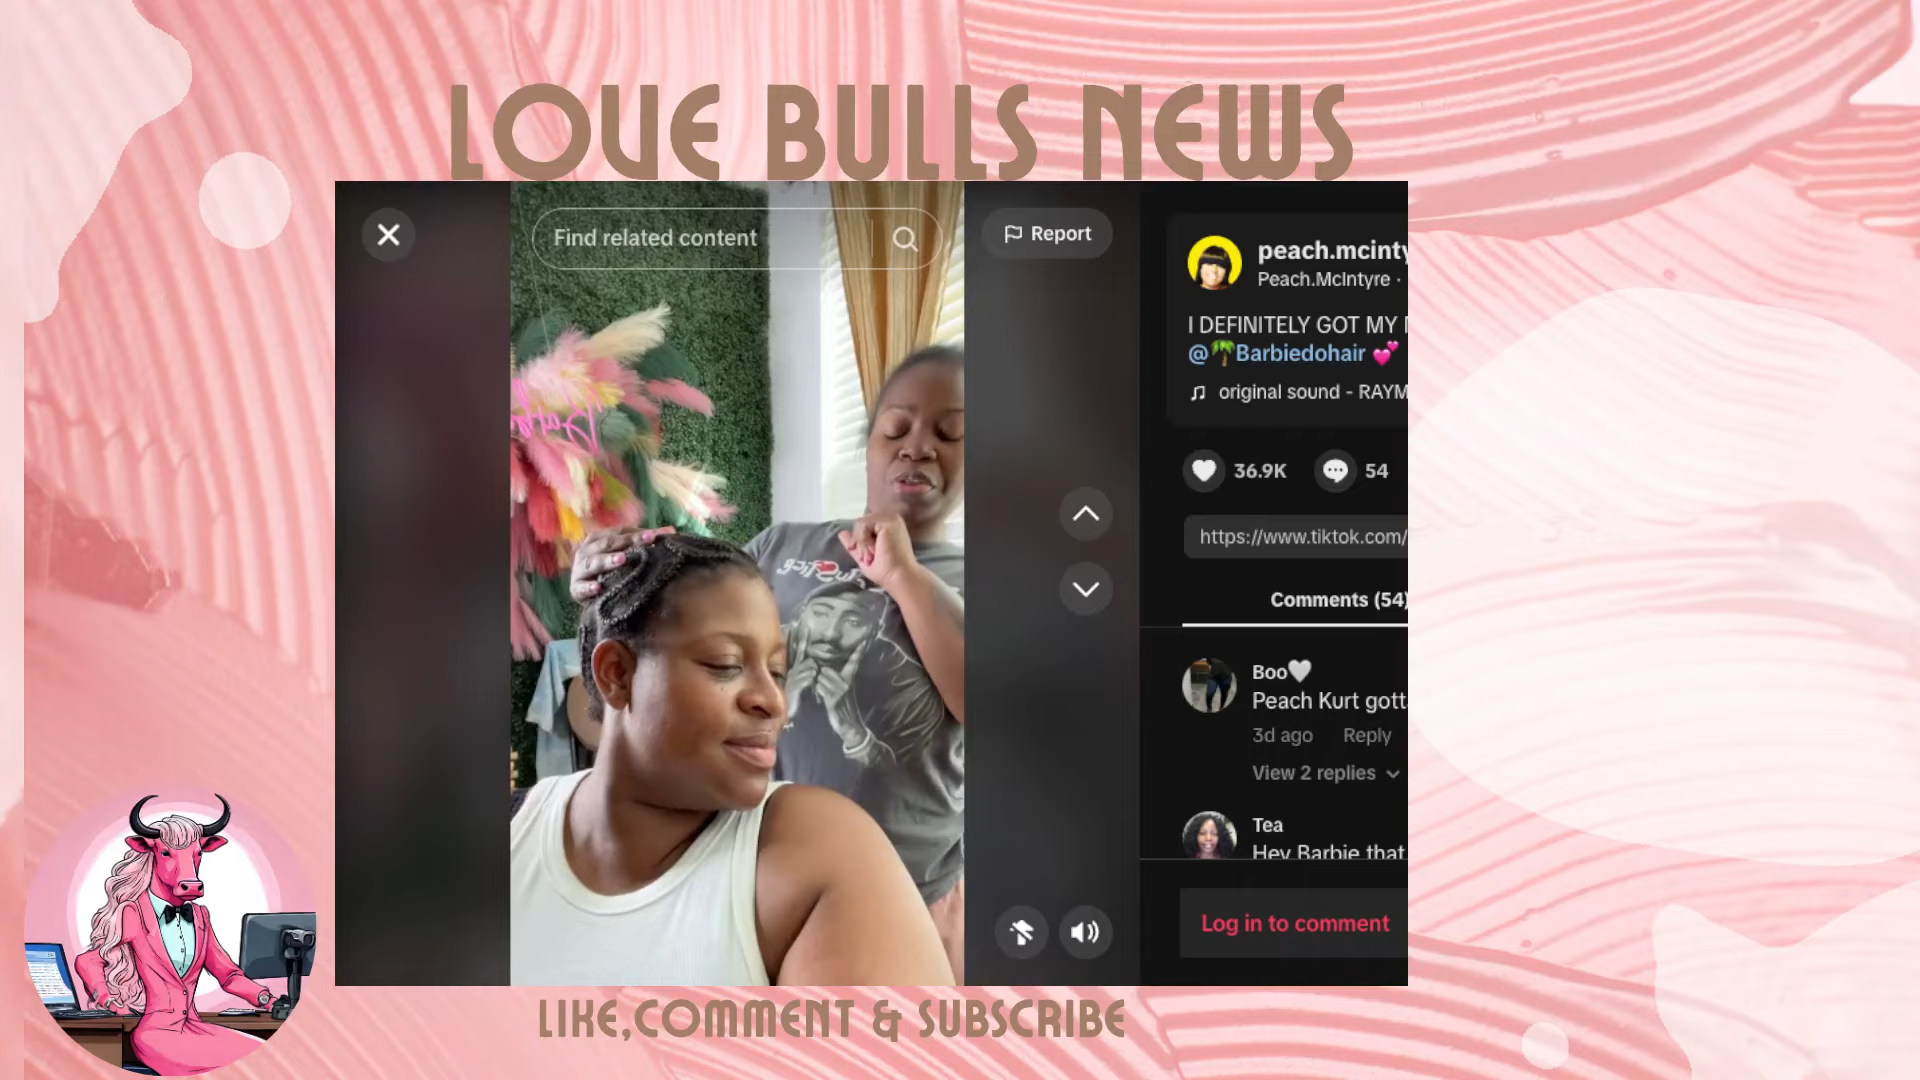 LOVE BULLS NEWS
Find related content
Report
peach.mcinty
Peach.McIntyre ·
I DEFINITELY GOT MY
@🌴Barbiedohair 💕
original sound - RAYM
36.9K
54
https://www.tiktok.com/
Comments (54)
Boo🤍
Peach Kurt gott
3d ago Reply
View 2 replies
Tea
Hey Barbie that
Log in to comment
LIKE,COMMENT & SUBSCRIBE